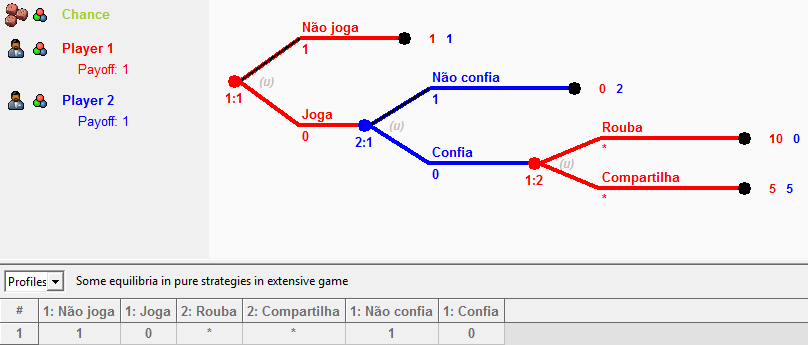 Chance
Player 1
Payoff: 1
Player 2
Payoff: 1
Não joga
1
1 1
1:1
(u)
Joga
0
2:1
(u)
Não confia
1
0 2
Confia
0
1:2
(u)
Rouba
*
10 0
Compartilha
*
5 5
Profiles Some equilibria in pure strategies in extensive game
# 1: Não joga 1: Joga 2: Rouba 2: Compartilha 1: Não confia 1: Confia
1 1 0 * * 1 0